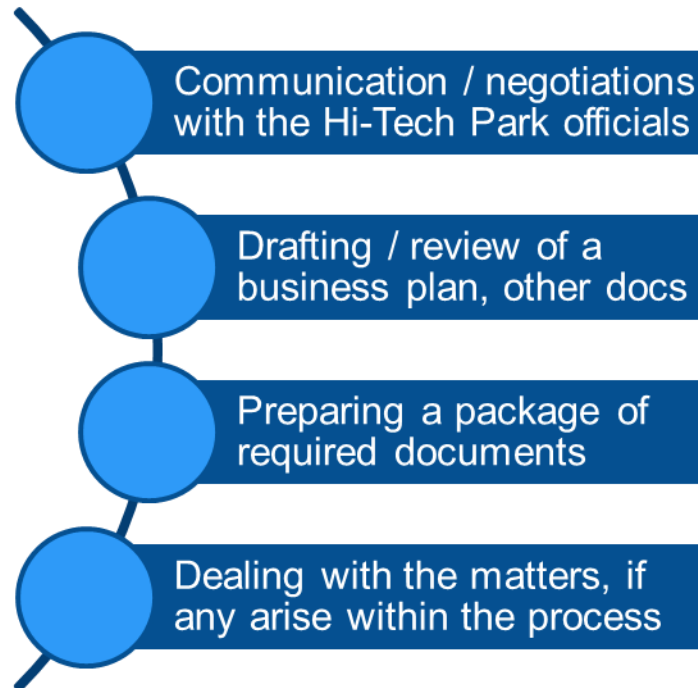 Communication / negotiations
with the Hi-Tech Park officials
Drafting / review of a
business plan, other docs
Preparing a package of
required documents
Dealing with the matters, if
any arise within the process